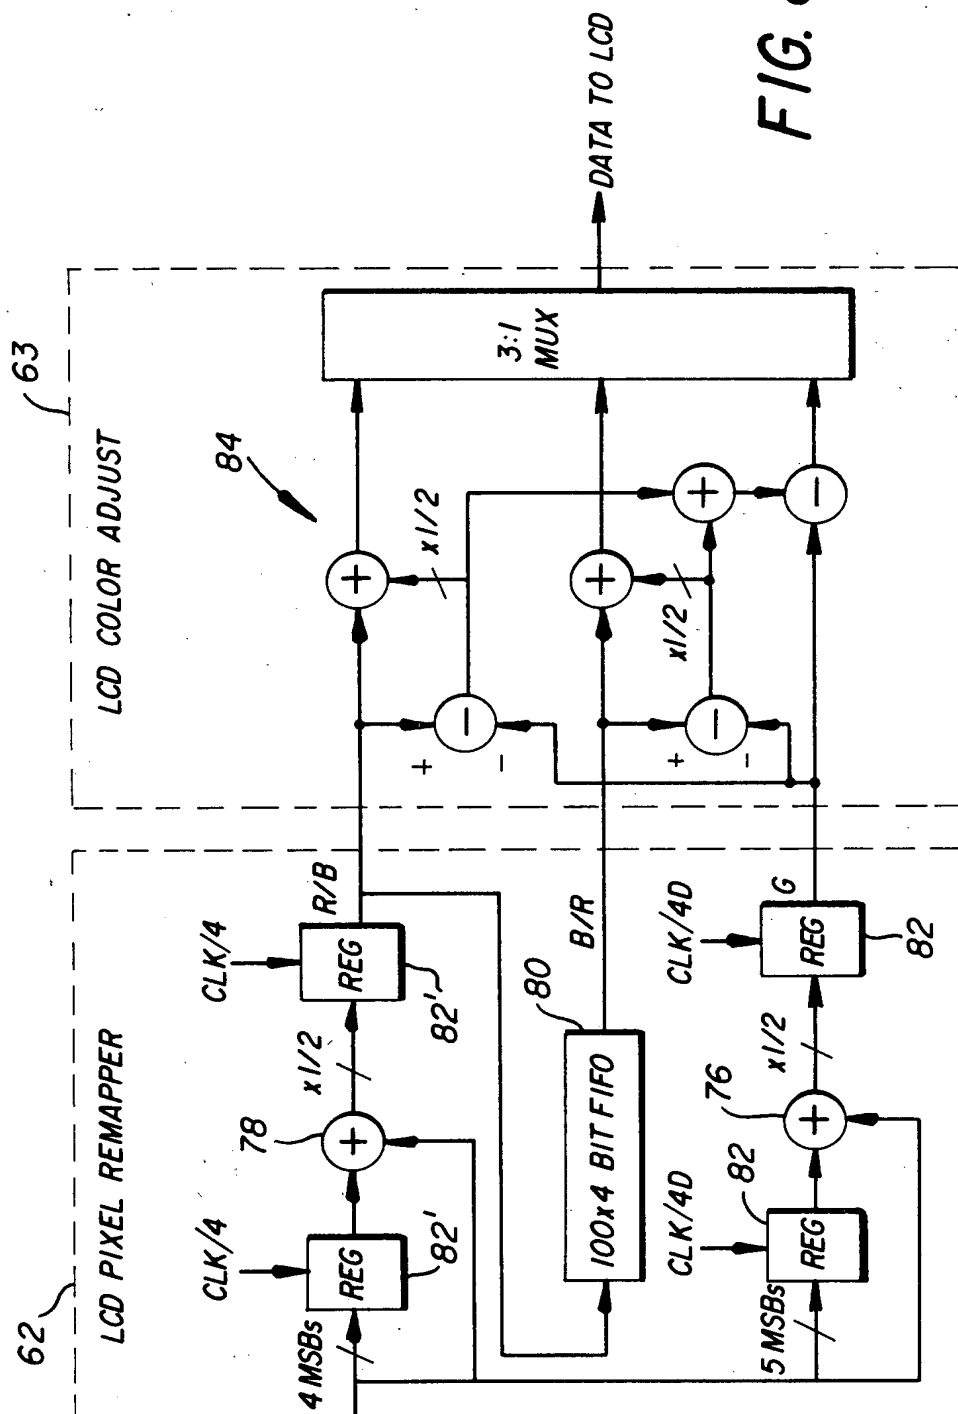 FIG.
DATA TO LCD
63
LCD COLOR ADJUST
84
3:1
MUX
+
x1/2
+
x1/2
+
-
-
+
-
-
+
-
62
LCD PIXEL REMAPPER
CLK/4
R/B
REG
82'
x1/2
78
+
CLK/4
REG
82'
4 MSBs
B/R
80
100x4 BIT FIFO
CLK/4D
G
REG
82
x1/2
76
+
CLK/4D
82
REG
5 MSBs